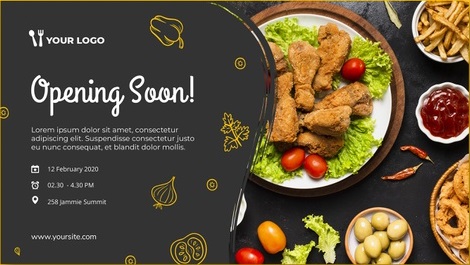 YOUR LOGO
Opening Soon!
Lorem ipsum dolor sit amet, consectetur
adipiscing elit. Suspendisse consectetur justo
eu nunc consequat, et dictum dolor mollis.
12 February 2020
02.30 - 4.30 PM
258 Jammie Summit
www.yoursite.com